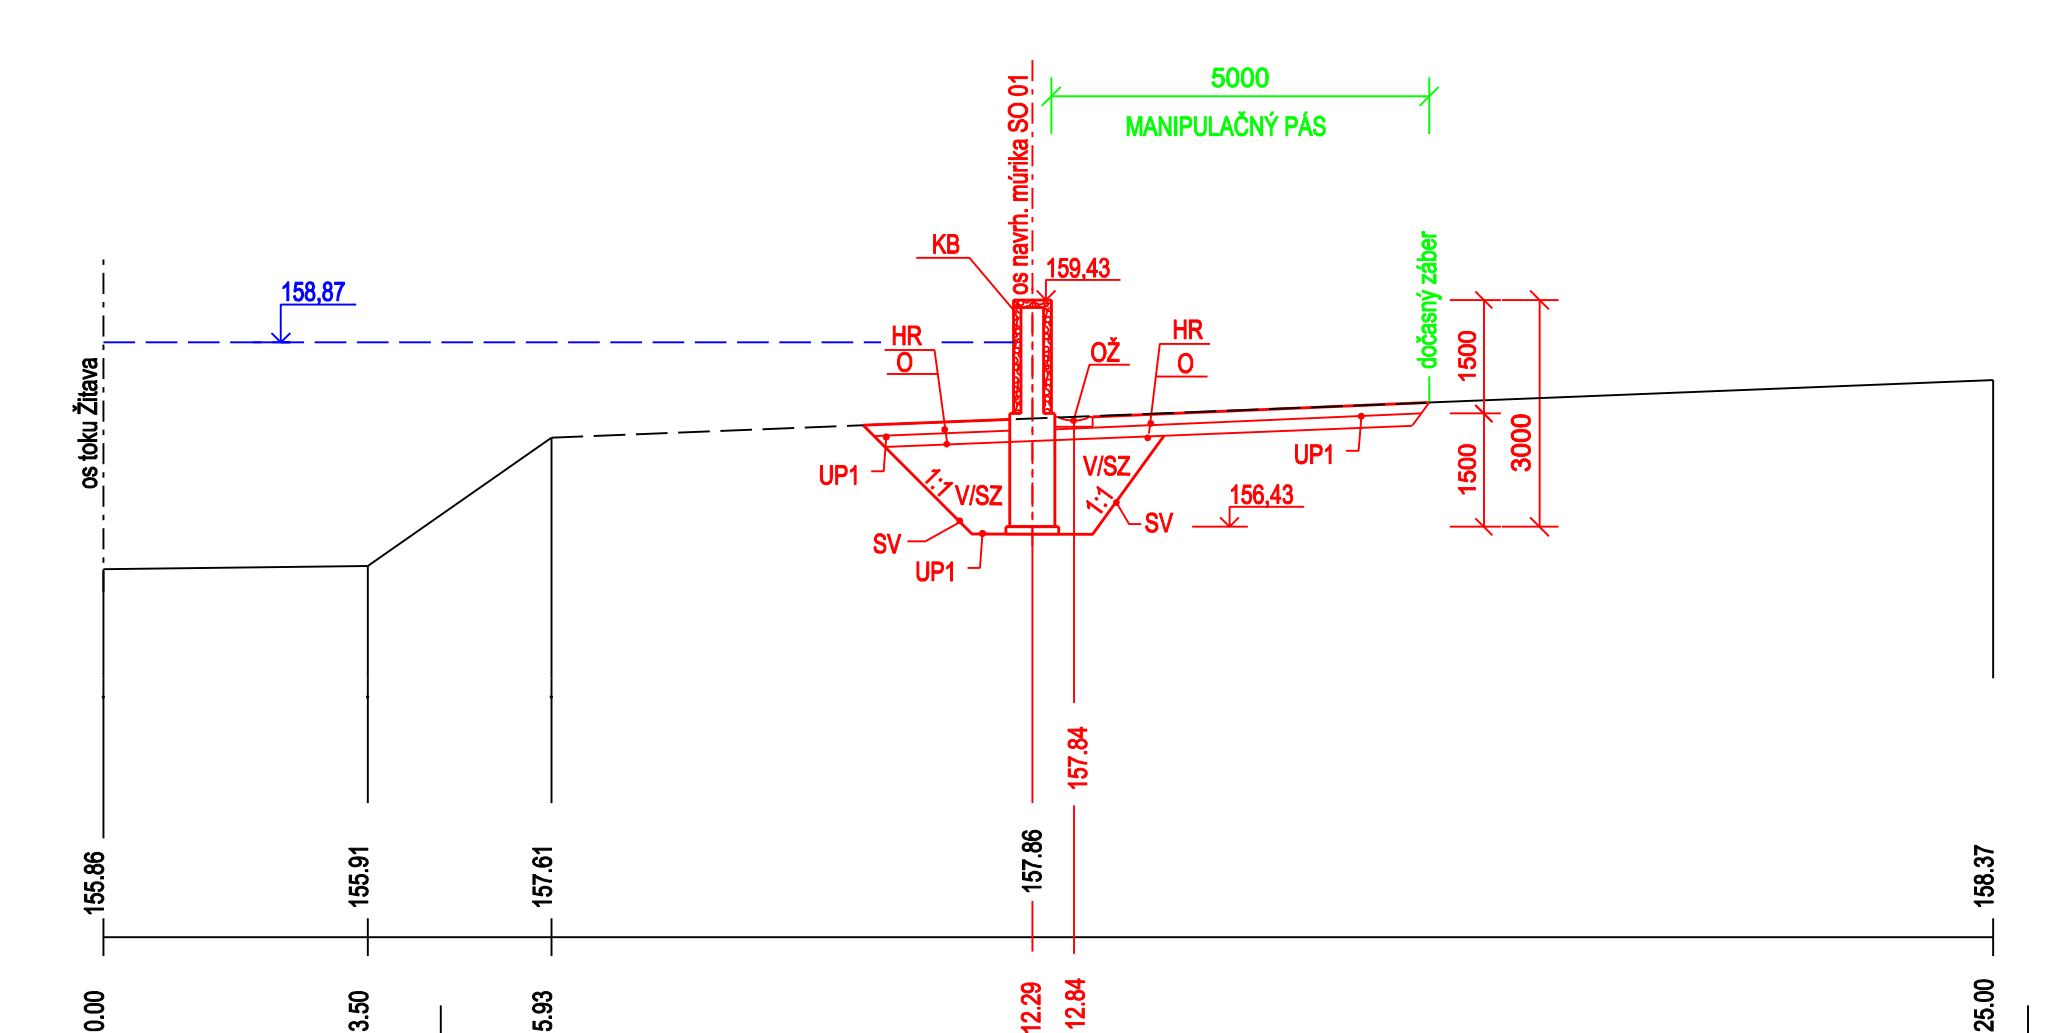 5000
MANIPULAČNÝ PÁS
os navrh. múrika SO 01
KB
159,43
dočasný záber
158,87
HR
O
OŽ
HR
O
1500
3000
1500
os toku Žitava
UP1
1:1
V/SZ
V/SZ
1:1
UP1
156,43
SV
SV
UP1
157.84
155.86
155.91
157.61
157.86
158.37
0.00
3.50
5.93
12.29
12.84
25.00